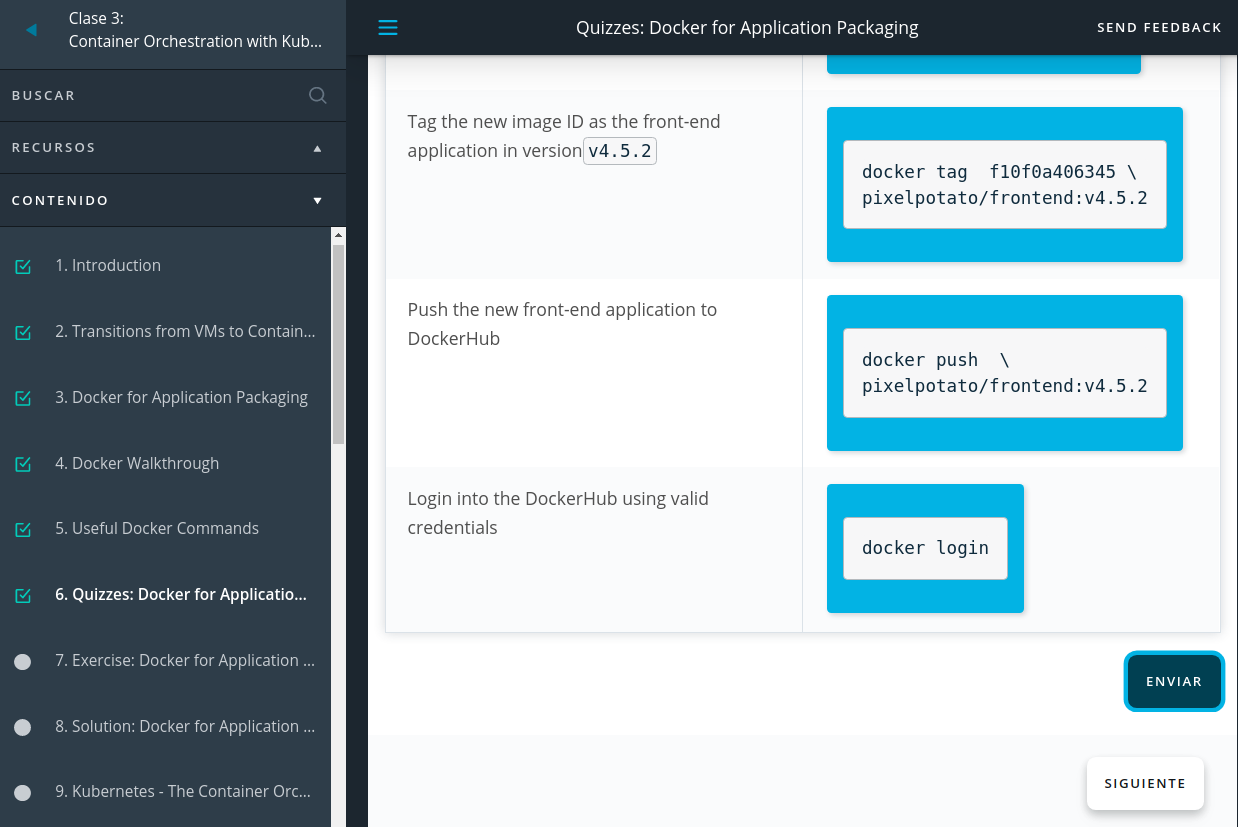 Clase 3:
Container Orchestration with Kub...
BUSCAR
RECURSOS
CONTENIDO
1. Introduction
2. Transitions from VMs to Contain...
3. Docker for Application Packaging
4. Docker Walkthrough
5. Useful Docker Commands
6. Quizzes: Docker for Applicatio...
7. Exercise: Docker for Application ...
8. Solution: Docker for Application ...
9. Kubernetes - The Container Orc...
Quizzes: Docker for Application Packaging
SEND FEEDBACK
Tag the new image ID as the front-end
application in version v4.5.2
docker tag  f10f0a406345 \
pixelpotato/frontend:v4.5.2
Push the new front-end application to
DockerHub
docker push  \
pixelpotato/frontend:v4.5.2
Login into the DockerHub using valid
credentials
docker login
ENVIAR
SIGUIENTE